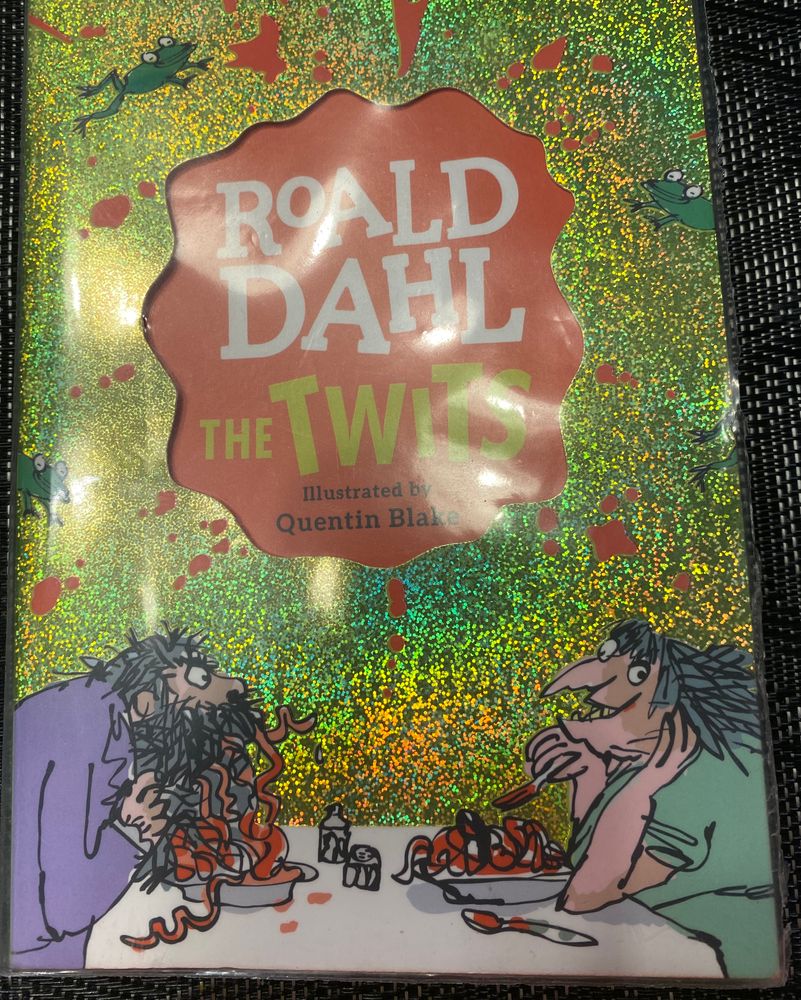 ROALD
DAHL
THE TWITS
Illustrated by
Quentin Blake